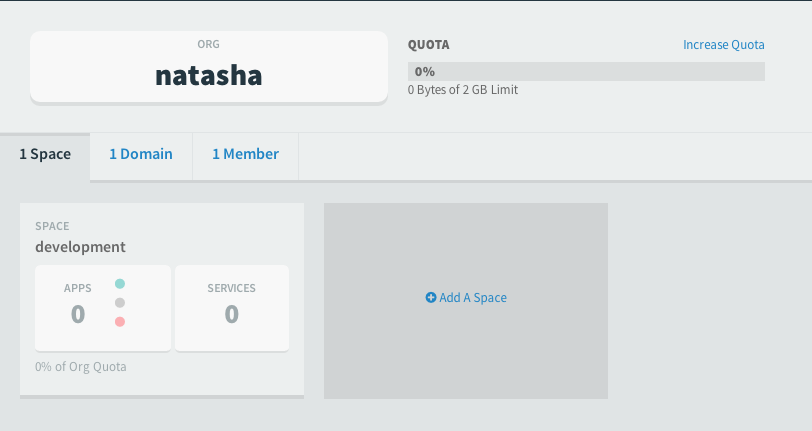 ORG
natasha
QUOTA
Increase Quota
0%
0 Bytes of 2 GB Limit
1 Space
1 Domain
1 Member
SPACE
development
APPS
0
SERVICES
0
0% of Org Quota
Add A Space